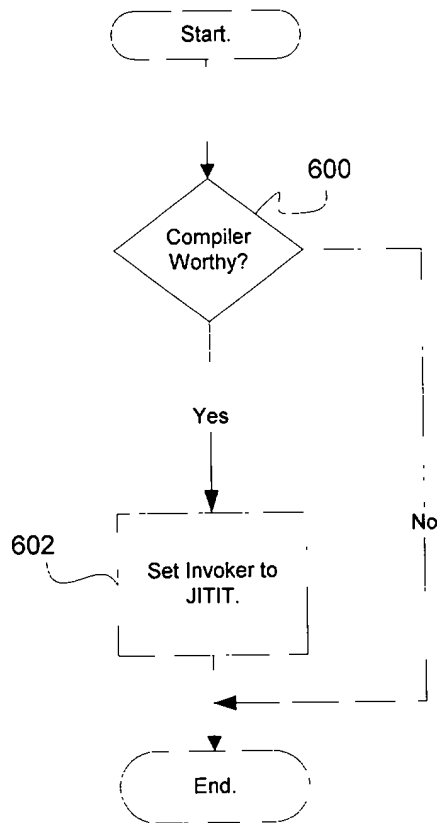 Start.
600
Compiler
Worthy?
Yes
No
602
Set Invoker to
JITIT.
End.